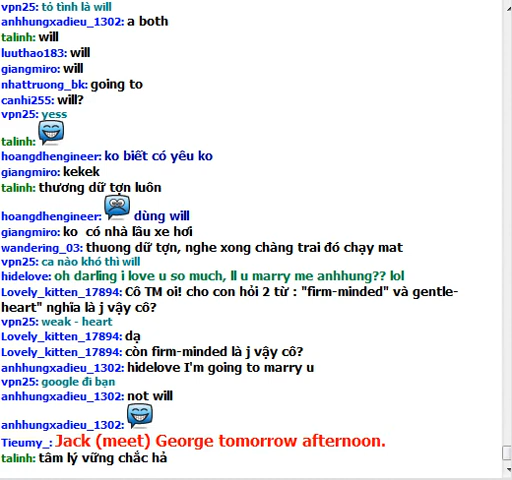 vpn25: tỏ tình là will
anhhungxadieu_1302: a both
talinh: will
luuthao183: will
giangmiro: will
nhattruong_bk: going to
canhi255: will?
vpn25: yess
talinh:
hoangdhengineer: ko biết có yêu ko
giangmiro: kekek
talinh: thương dữ tợn luôn
hoangdhengineer: dùng will
giangmiro: ko có nhà lầu xe hơi
wandering_03: thuong dữ tợn, nghe xong chàng trai đó chạy mat
vpn25: ca nào khó thì will
hidelove: oh darling i love u so much, ll u marry me anhhung?? lol
Lovely_kitten_17894: Cô TM oi! cho con hỏi 2 từ : "firm-minded" và gentle-
heart" nghĩa là j vậy cô?
vpn25: weak - heart
Lovely_kitten_17894: dạ
Lovely_kitten_17894: còn firm-minded là j vậy cô?
anhhungxadieu_1302: hidelove I'm going to marry u
vpn25: google đi bạn
anhhungxadieu_1302: not will
anhhungxadieu_1302:
Tieumy_: Jack (meet) George tomorrow afternoon.
talinh: tâm lý vững chắc hả